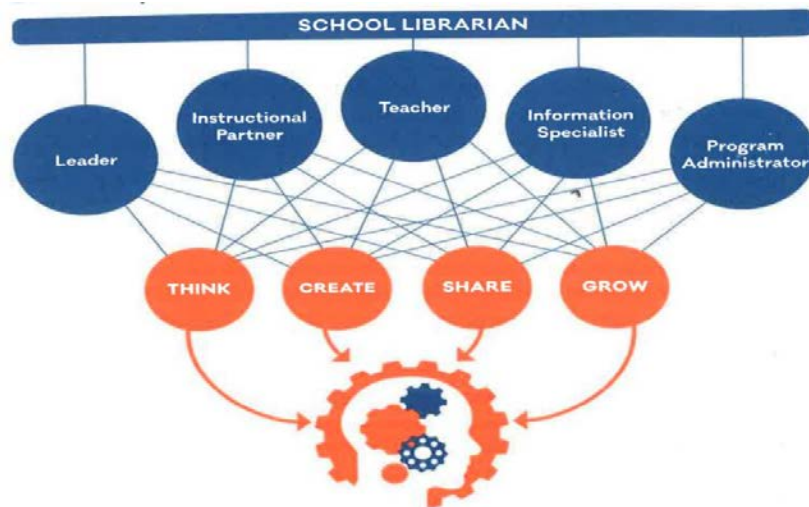 SCHOOL LIBRARIAN
Leader
Instructional
Partner
Teacher
Information
Specialist
Program
Administrator
THINK
CREATE
SHARE
GROW